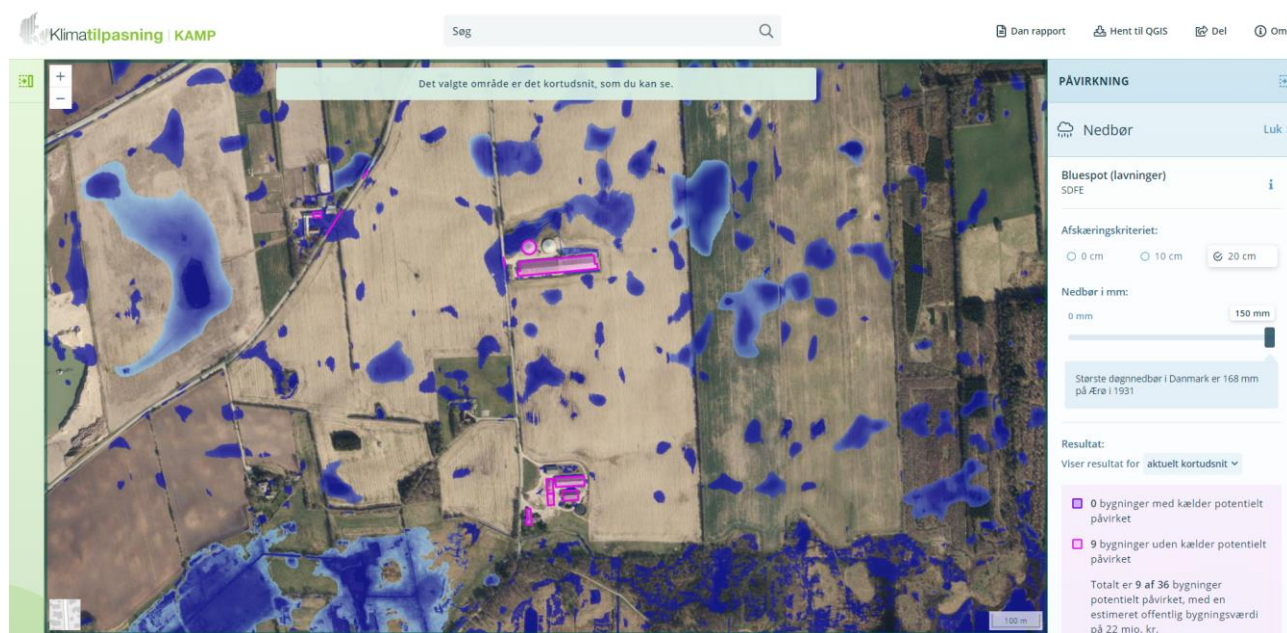 Klimatilpasning | KAMP
Søg
Dan rapport
Hent til QGIS
Del
Om
+
−
Det valgte område er det kortudsnit, som du kan se.
100 m
PÅVIRKNING
Nedbør
Luk
Bluespot (lavninger)
SDFE
i
Afskæringskriteriet:
0 cm
10 cm
20 cm
Nedbør i mm:
0 mm
150 mm
Største døgnnedbør i Danmark er 168 mm
på Ærø i 1931
Resultat:
Viser resultat for aktuelt kortudsnit
0 bygninger med kælder potentielt
påvirket
9 bygninger uden kælder potentielt
påvirket
Totalt er 9 af 36 bygninger
potentielt påvirket, med en
estimeret offentlig bygningsværdi
på 22 mio. kr.